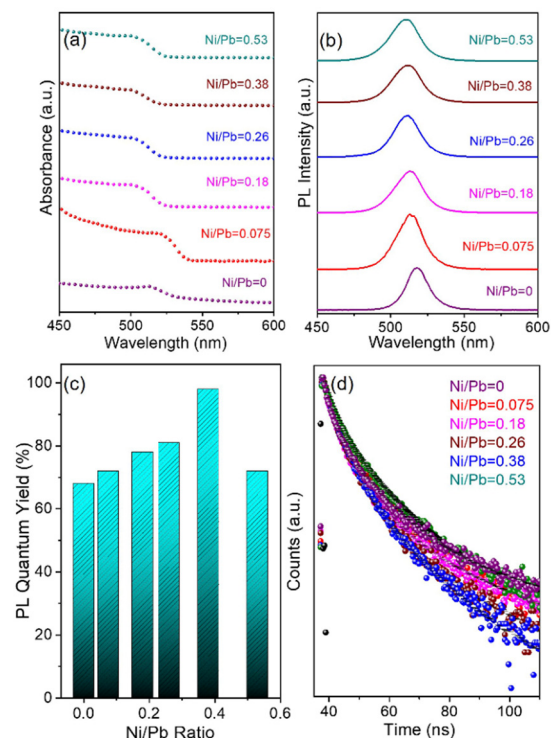 (a)
Ni/Pb=0.53
Ni/Pb=0.38
Ni/Pb=0.26
Ni/Pb=0.18
Ni/Pb=0.075
Ni/Pb=0
Absorbance (a.u.)
450 500 550 600
Wavelength (nm)
(b)
Ni/Pb=0.53
Ni/Pb=0.38
Ni/Pb=0.26
Ni/Pb=0.18
Ni/Pb=0.075
Ni/Pb=0
PL Intensity (a.u.)
450 500 550 600
Wavelength (nm)
(c)
100
80
60
40
20
0
PL Quantum Yield (%)
0.0 0.2 0.4 0.6
Ni/Pb Ratio
(d)
Ni/Pb=0
Ni/Pb=0.075
Ni/Pb=0.18
Ni/Pb=0.26
Ni/Pb=0.38
Ni/Pb=0.53
Counts (a.u.)
40 60 80 100
Time (ns)